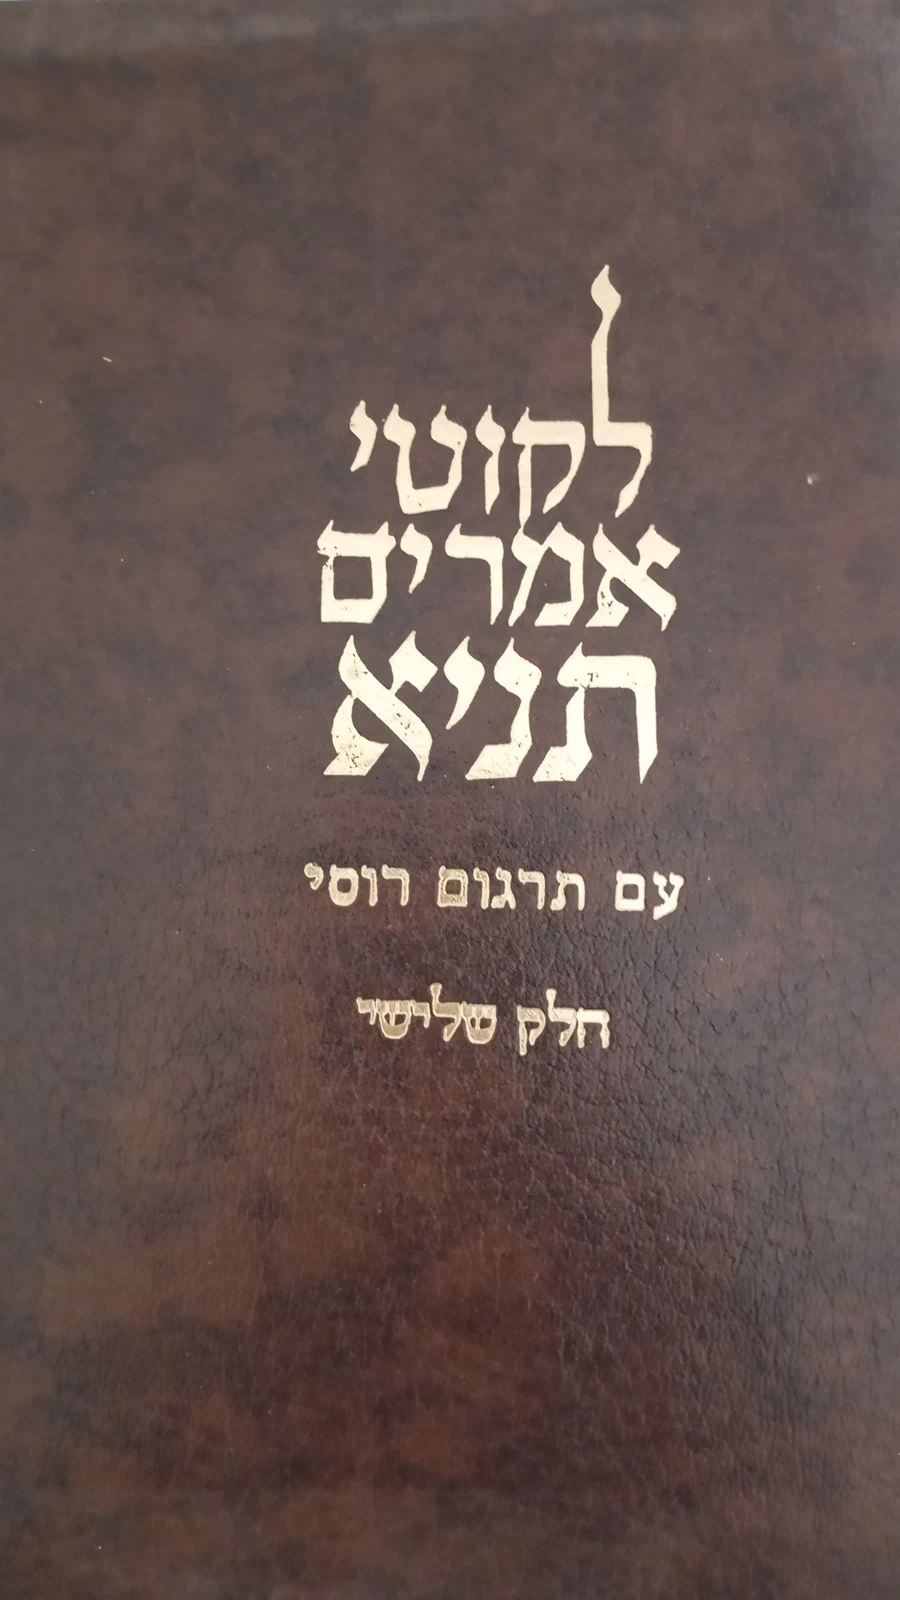 לקוטי
אמרים
תניא
עם תרגום רוסי
חלק שלישי